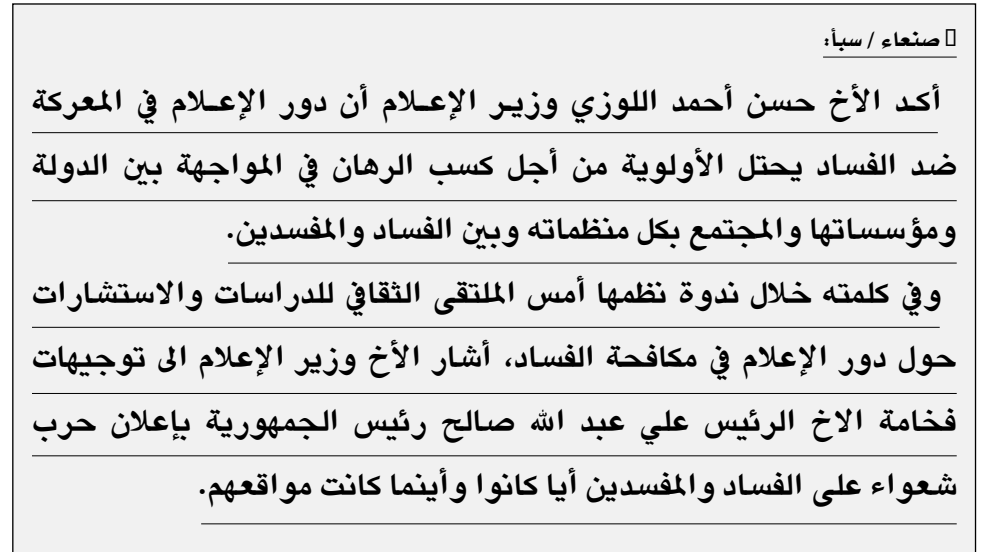 صنعاء / سبأ:
أكد الأخ حسن أحمد اللوزي وزير الإعلام أن دور الإعلام في المعركة
ضد الفساد يحتل الأولوية من أجل كسب الرهان في المواجهة بين الدولة
ومؤسساتها والمجتمع بكل منظماته وبين الفساد والمفسدين.
وفي كلمته خلال ندوة نظمها أمس الملتقى الثقافي للدراسات والاستشارات
حول دور الإعلام في مكافحة الفساد، أشار الأخ وزير الإعلام الى توجيهات
فخامة الاخ الرئيس علي عبد الله صالح رئيس الجمهورية بإعلان حرب
شعواء على الفساد والمفسدين أيا كانوا وأينما كانت مواقعهم.